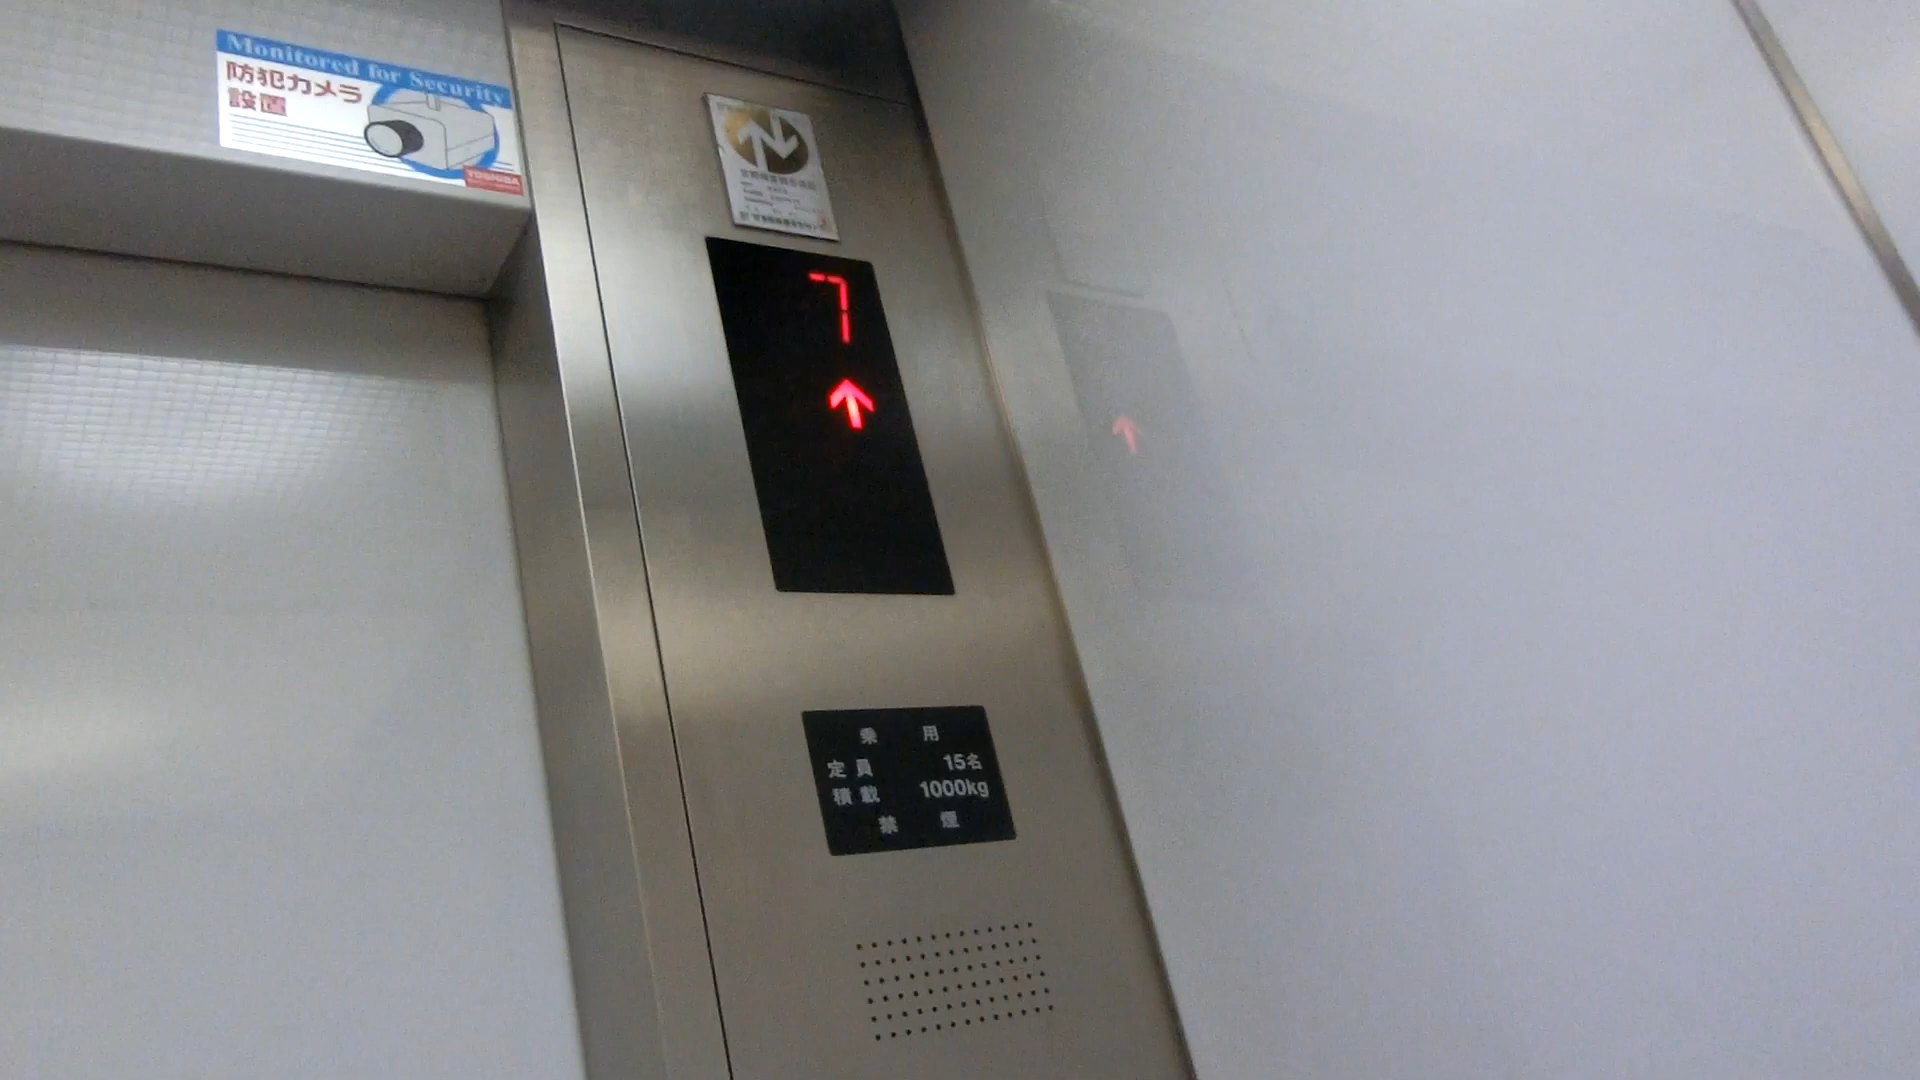 Monitored for Security
防犯カメラ
設置
TOSHIBA
7
乗 用
定員 15名
積載 1000kg
禁 煙